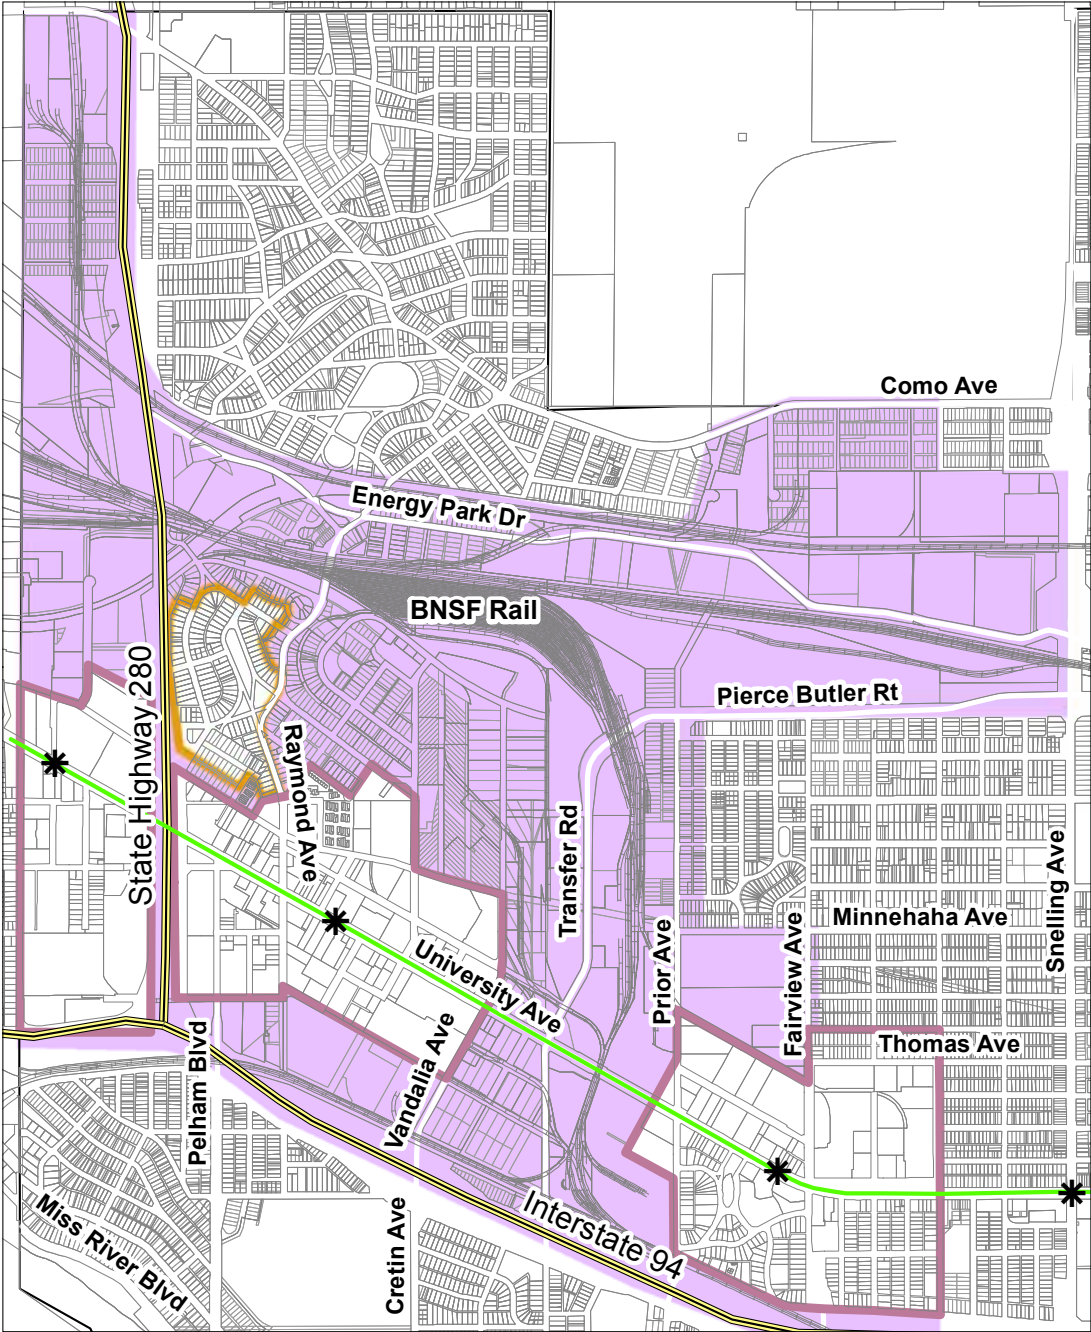 Como Ave
Energy Park Dr
BNSF Rail
State Highway 280
Pierce Butler Rt
Raymond Ave
Transfer Rd
Snelling Ave
Minnehaha Ave
Prior Ave
Fairview Ave
University Ave
Thomas Ave
Pelham Blvd
Vandalia Ave
Miss River Blvd
Cretin Ave
Interstate 94